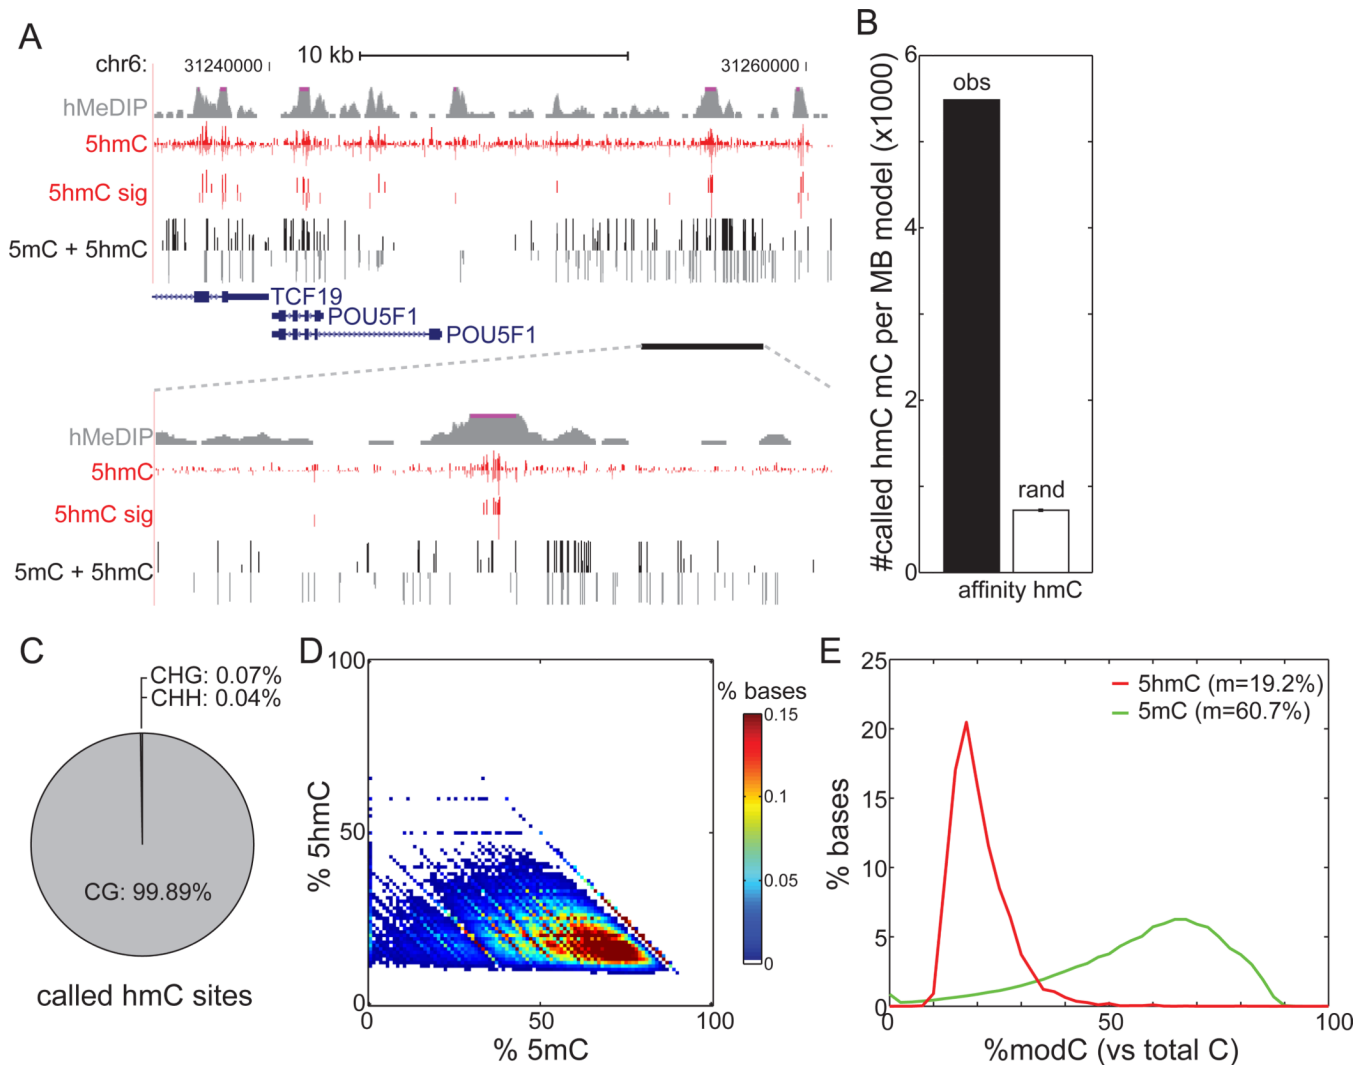 A
chr6:
31240000
10 kb
31260000
hMeDIP
5hmC
5hmC sig
5mC + 5hmC
TCF19
POU5F1
POU5F1
hMeDIP
5hmC
5hmC sig
5mC + 5hmC
B
#called hmC mC per MB model (x1000)
6
4
2
0
obs
rand
affinity hmC
C
CHG: 0.07%
CHH: 0.04%
CG: 99.89%
called hmC sites
D
% 5hmC
100
50
0
0
50
100
% 5mC
% bases
0.15
0.1
0.05
0
E
% bases
25
20
15
10
5
0
0
50
100
%modC (vs total C)
5hmC (m=19.2%)
5mC (m=60.7%)